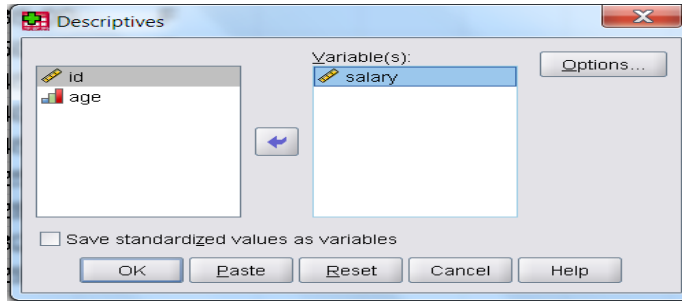 Descriptives
Variable(s):
Options...
id
salary
age
Save standardized values as variables
OK Paste Reset Cancel Help